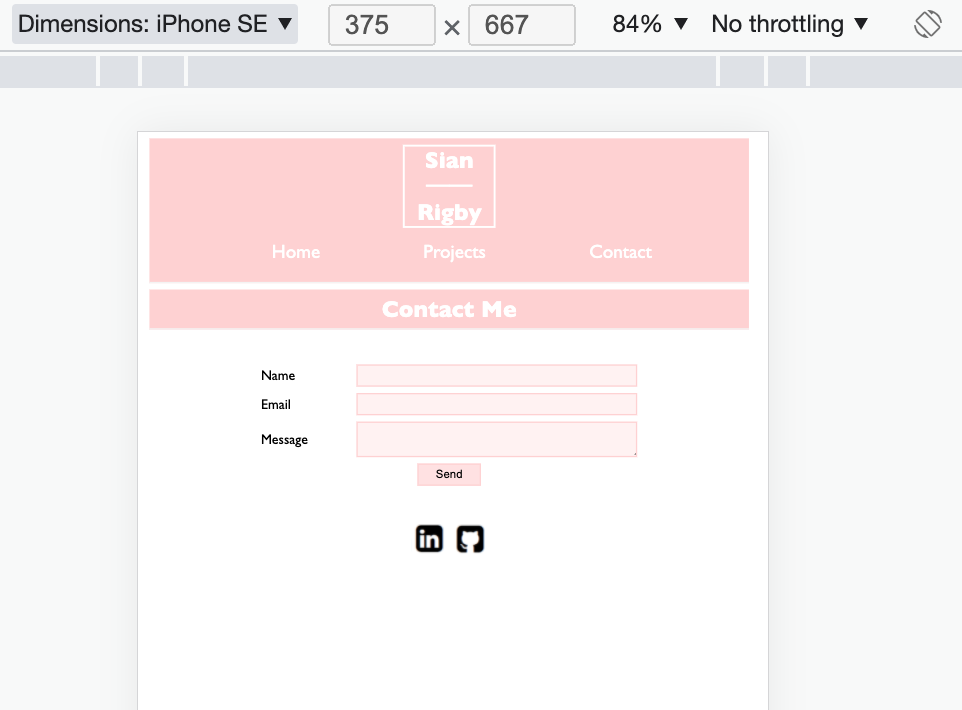 Dimensions: iPhone SE ▼ 375 × 667 84% ▼ No throttling ▼
Sian
Rigby
Home Projects Contact
Contact Me
Name
Email
Message
Send
in